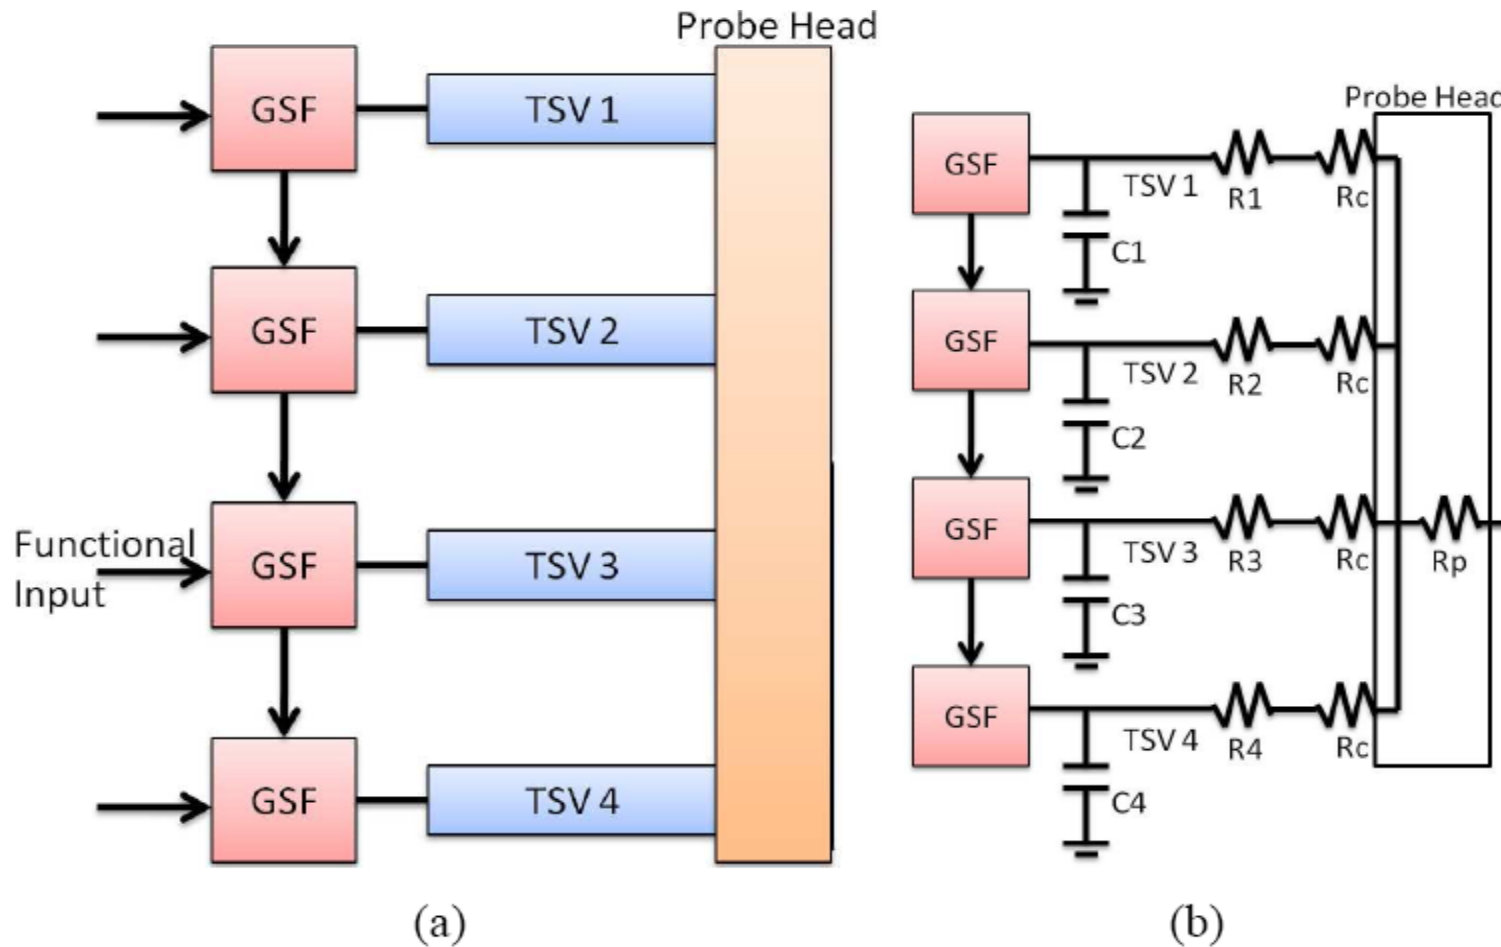 Probe Head
GSF
TSV 1
GSF
TSV 2
Functional
Input
GSF
TSV 3
GSF
TSV 4
(a)
Probe Head
GSF
TSV 1
R1
Rc
C1
GSF
TSV 2
R2
Rc
C2
GSF
TSV 3
R3
Rc
Rp
C3
GSF
TSV 4
R4
Rc
C4
(b)